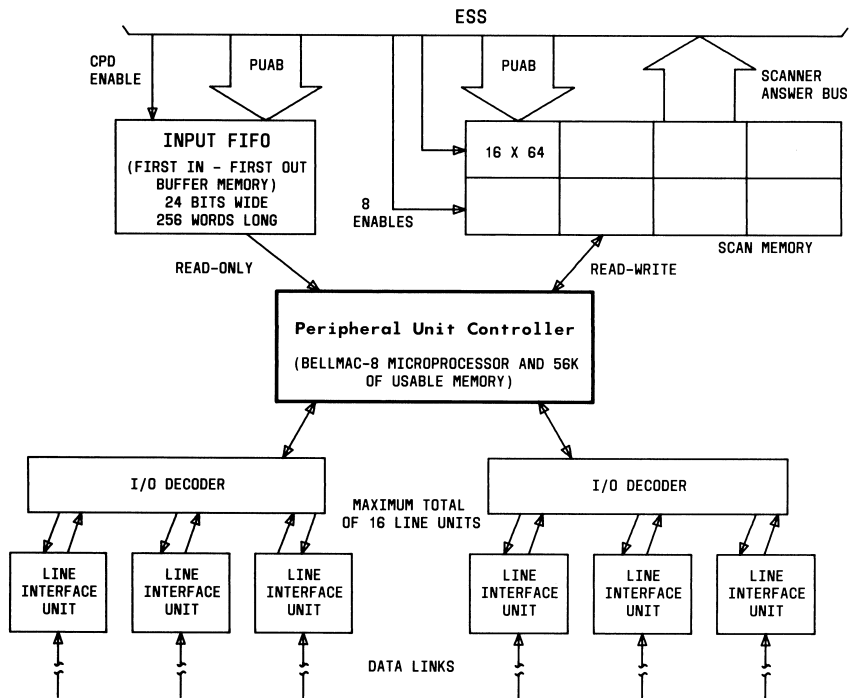 ESS
CPD
ENABLE
PUAB
PUAB
SCANNER
ANSWER BUS
INPUT FIFO
(FIRST IN - FIRST OUT
BUFFER MEMORY)
24 BITS WIDE
256 WORDS LONG
16 X 64
8
ENABLES
SCAN MEMORY
READ-ONLY
READ-WRITE
Peripheral Unit Controller
(BELLMAC-8 MICROPROCESSOR AND 56K
OF USABLE MEMORY)
I/O DECODER
I/O DECODER
MAXIMUM TOTAL
OF 16 LINE UNITS
LINE
INTERFACE
UNIT
LINE
INTERFACE
UNIT
LINE
INTERFACE
UNIT
LINE
INTERFACE
UNIT
LINE
INTERFACE
UNIT
LINE
INTERFACE
UNIT
DATA LINKS